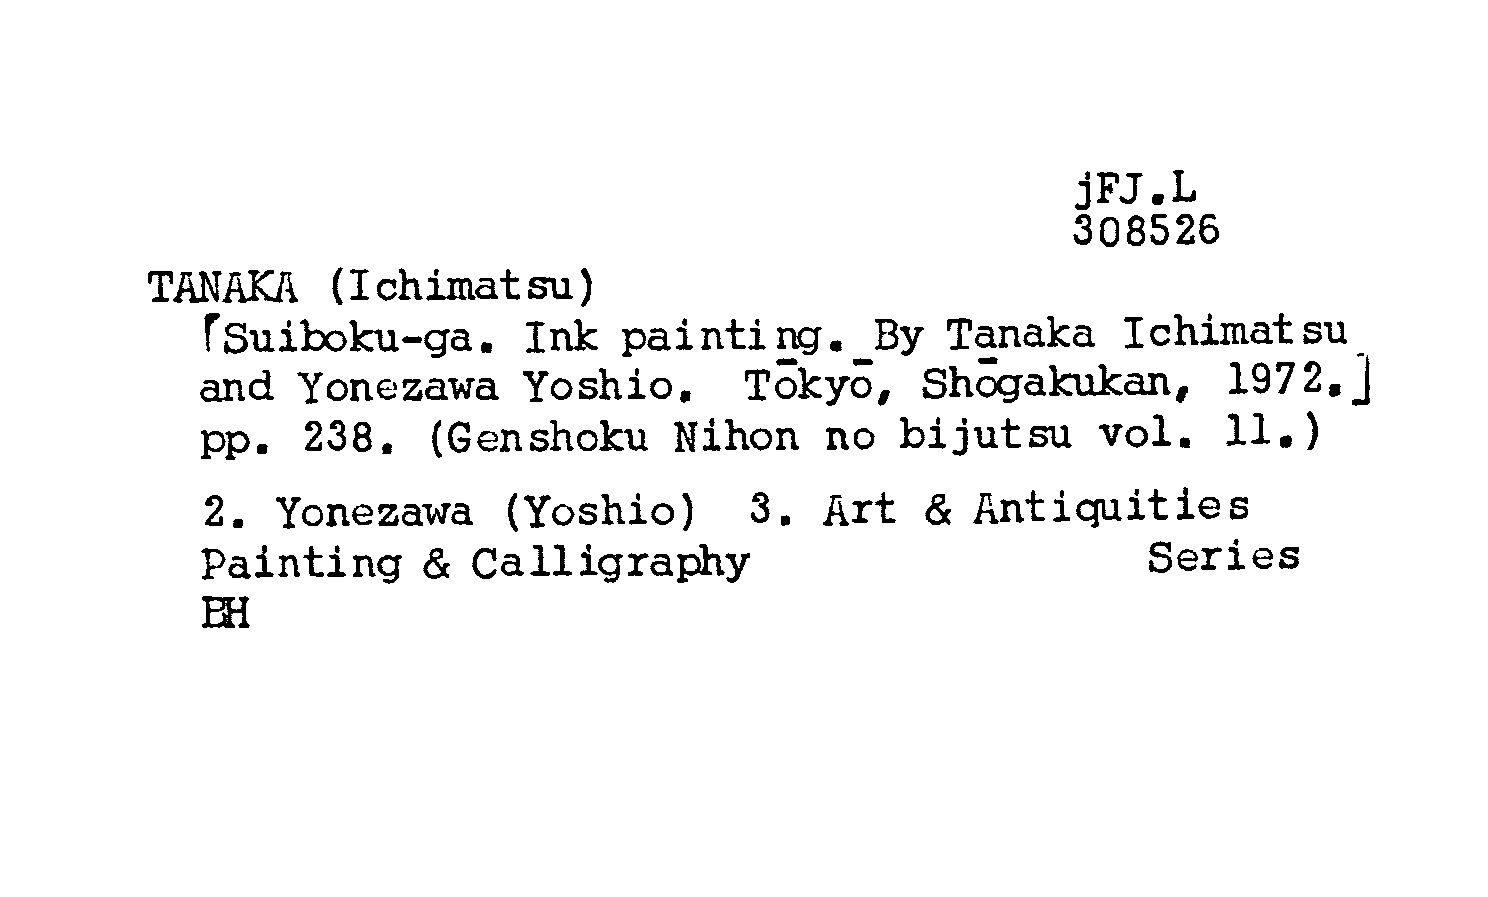 jFJ.L
308526
TANAKA (Ichimatsu)
「Suiboku-ga. Ink painting. By Tanaka Ichimatsu
and Yonezawa Yoshio. Tōkyō, Shōgakukan, 1972.」
pp. 238. (Genshoku Nihon no bijutsu vol. 11.)
2. Yonezawa (Yoshio) 3. Art & Antiquities
Painting & Calligraphy Series
BH